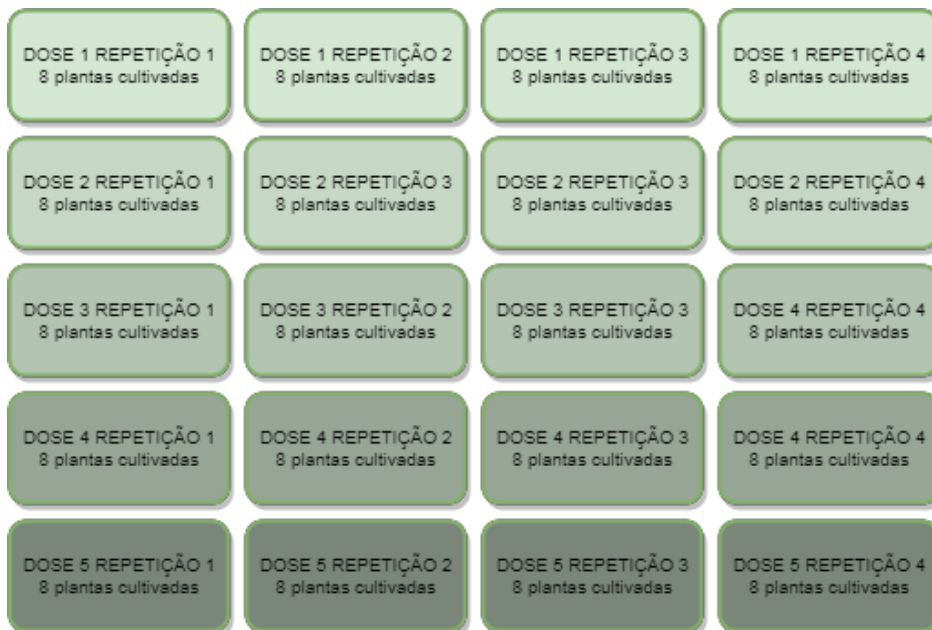 DOSE 1 REPETIÇÃO 1
8 plantas cultivadas
DOSE 1 REPETIÇÃO 2
8 plantas cultivadas
DOSE 1 REPETIÇÃO 3
8 plantas cultivadas
DOSE 1 REPETIÇÃO 4
8 plantas cultivadas
DOSE 2 REPETIÇÃO 1
8 plantas cultivadas
DOSE 2 REPETIÇÃO 3
8 plantas cultivadas
DOSE 2 REPETIÇÃO 3
8 plantas cultivadas
DOSE 2 REPETIÇÃO 4
8 plantas cultivadas
DOSE 3 REPETIÇÃO 1
8 plantas cultivadas
DOSE 3 REPETIÇÃO 2
8 plantas cultivadas
DOSE 3 REPETIÇÃO 3
8 plantas cultivadas
DOSE 4 REPETIÇÃO 4
8 plantas cultivadas
DOSE 4 REPETIÇÃO 1
8 plantas cultivadas
DOSE 4 REPETIÇÃO 2
8 plantas cultivadas
DOSE 4 REPETIÇÃO 3
8 plantas cultivadas
DOSE 4 REPETIÇÃO 4
8 plantas cultivadas
DOSE 5 REPETIÇÃO 1
8 plantas cultivadas
DOSE 5 REPETIÇÃO 2
8 plantas cultivadas
DOSE 5 REPETIÇÃO 3
8 plantas cultivadas
DOSE 5 REPETIÇÃO 4
8 plantas cultivadas